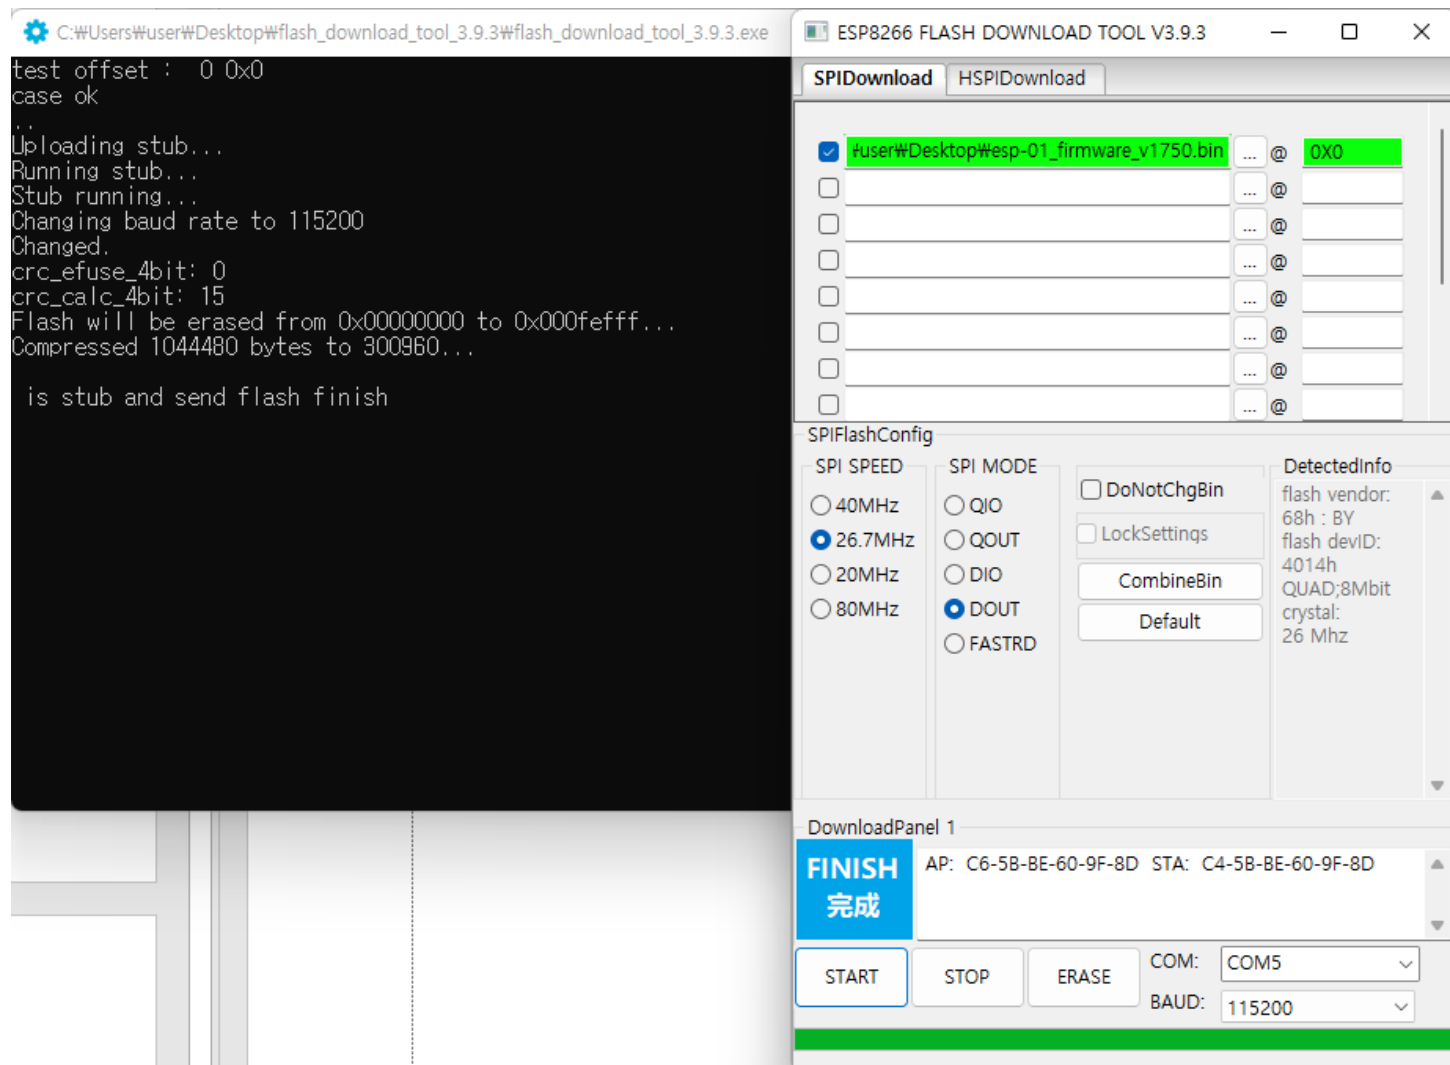 C:₩Users₩user₩Desktop₩flash_download_tool_3.9.3₩flash_download_tool_3.9.3.exe
test offset :  0 0x0
case ok
..
Uploading stub...
Running stub...
Stub running...
Changing baud rate to 115200
Changed.
crc_efuse_4bit: 0
crc_calc_4bit: 15
Flash will be erased from 0x00000000 to 0x000fefff...
Compressed 1044480 bytes to 300960...
is stub and send flash finish
ESP8266 FLASH DOWNLOAD TOOL V3.9.3
SPIDownload HSPIDownload
₩user₩Desktop₩esp-01_firmware_v1750.bin ... @ 0X0
... @
... @
... @
... @
... @
... @
... @
SPIFlashConfig
SPI SPEED
40MHz
26.7MHz
20MHz
80MHz
SPI MODE
QIO
QOUT
DIO
DOUT
FASTRD
DoNotChgBin
LockSettings
CombineBin
Default
DetectedInfo
flash vendor:
68h : BY
flash devID:
4014h
QUAD;8Mbit
crystal:
26 Mhz
DownloadPanel 1
FINISH
完成
AP:  C6-5B-BE-60-9F-8D  STA:  C4-5B-BE-60-9F-8D
START STOP ERASE
COM: COM5
BAUD: 115200